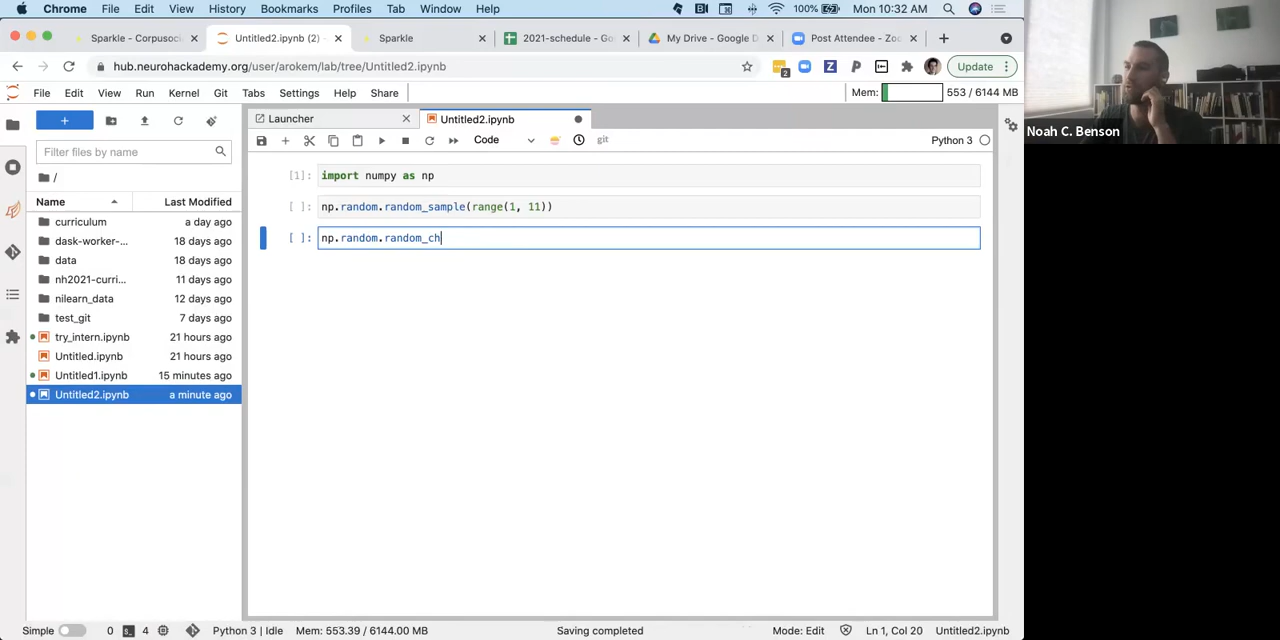 Chrome File Edit View History Bookmarks Profiles Tab Window Help 100% Mon 10:32 AM
Sparkle - Corpusoci Untitled2.ipynb (2) Sparkle 2021-schedule - Go My Drive - Google D Post Attendee - Zoo
hub.neurohackademy.org/user/arokem/lab/tree/Untitled2.ipynb 2 Update
File Edit View Run Kernel Git Tabs Settings Help Share Mem: 553 / 6144 MB
Launcher Untitled2.ipynb
Code git Python 3
Filter files by name
/
Name Last Modified
curriculum a day ago
dask-worker-... 18 days ago
data 18 days ago
nh2021-curri... 11 days ago
nilearn_data 12 days ago
test_git 7 days ago
try_intern.ipynb 21 hours ago
Untitled.ipynb 21 hours ago
Untitled1.ipynb 15 minutes ago
Untitled2.ipynb a minute ago
[1]: import numpy as np
[ ]: np.random.random_sample(range(1, 11))
[ ]: np.random.random_ch
Simple 0 4 Python 3 | Idle Mem: 553.39 / 6144.00 MB Saving completed Mode: Edit Ln 1, Col 20 Untitled2.ipynb
Noah C. Benson